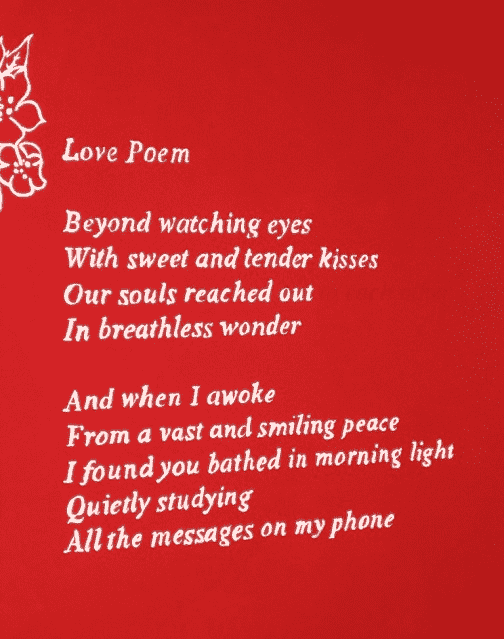 Love Poem
Beyond watching eyes
With sweet and tender kisses
Our souls reached out
In breathless wonder
And when I awoke
From a vast and smiling peace
I found you bathed in morning light
Quietly studying
All the messages on my phone